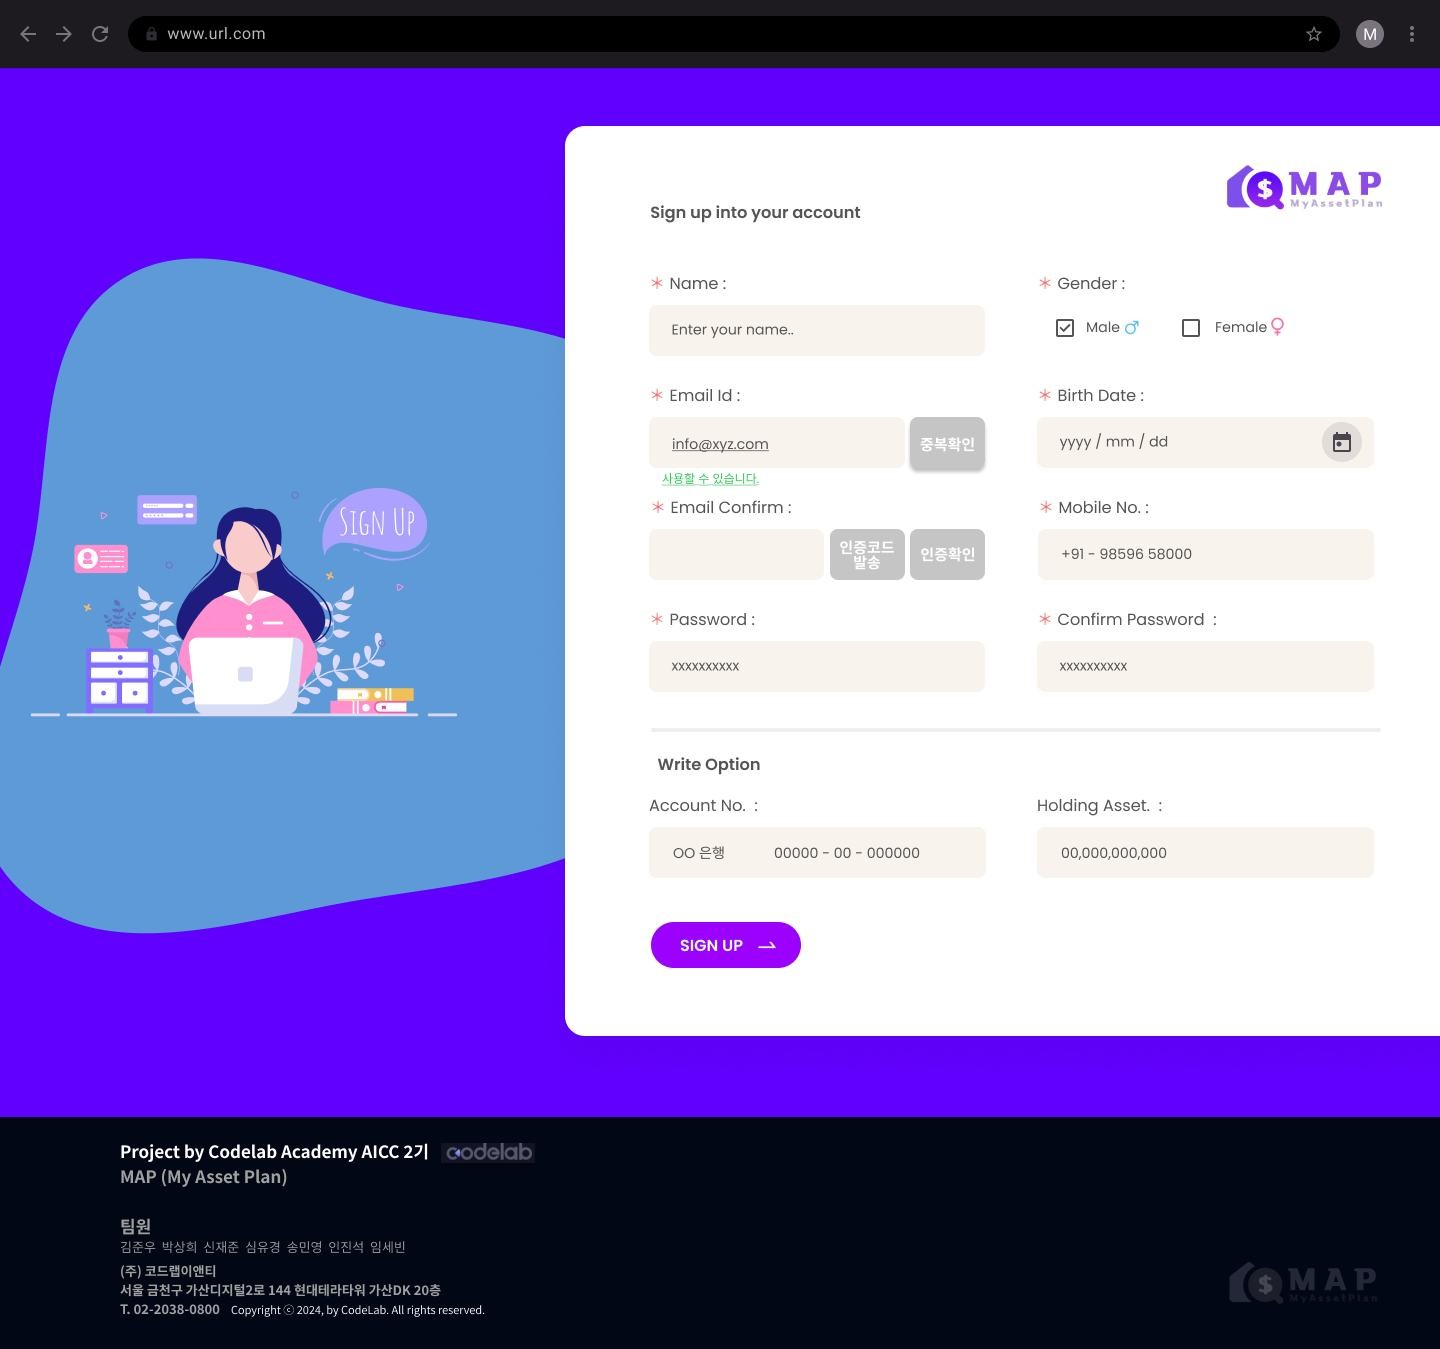 www.url.com
M
MAP
MyAssetPlan
Sign up into your account
* Name :
Enter your name..
* Gender :
Male
Female
* Email Id :
info@xyz.com
중복확인
사용할 수 있습니다.
* Birth Date :
yyyy / mm / dd
* Email Confirm :
인증코드
발송
인증확인
* Mobile No. :
+91 - 98596 58000
* Password :
xxxxxxxxxx
* Confirm Password :
xxxxxxxxxx
Sign Up
Write Option
Account No. :
OO 은행 00000 - 00 - 000000
Holding Asset. :
00,000,000,000
SIGN UP
Project by Codelab Academy AICC 2기 codelab
MAP (My Asset Plan)
팀원
김준우 박상희 신재준 심유경 송민영 인진석 임세빈
(주) 코드랩이앤티
서울 금천구 가산디지털2로 144 현대테라타워 가산DK 20층
T. 02-2038-0800 Copyright ⓒ 2024, by CodeLab. All rights reserved.
MAP
MyAssetPlan